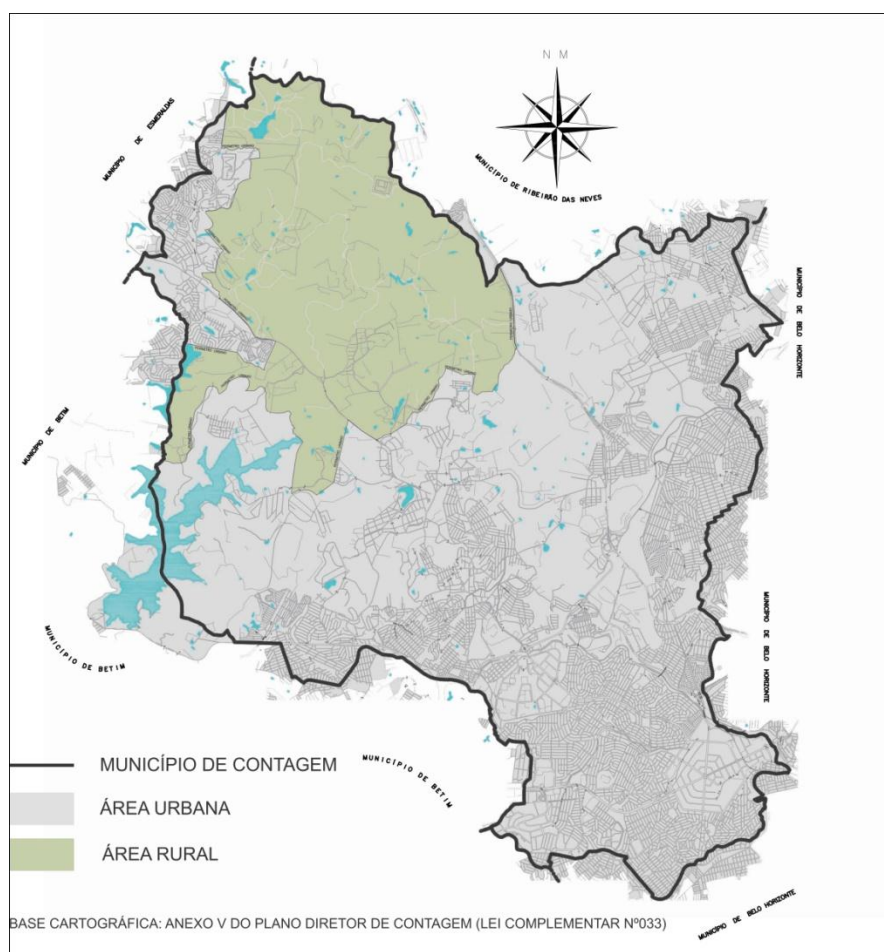 N M
MUNICÍPIO DE ESMERALDAS
MUNICÍPIO DE RIBEIRÃO DAS NEVES
MUNICÍPIO DE BELO HORIZONTE
MUNICÍPIO DE BETIM
MUNICÍPIO DE BELO HORIZONTE
MUNICÍPIO DE BETIM
MUNICÍPIO DE BETIM
MUNICÍPIO DE CONTAGEM
ÁREA URBANA
ÁREA RURAL
BASE CARTOGRÁFICA: ANEXO V DO PLANO DIRETOR DE CONTAGEM (LEI COMPLEMENTAR Nº033)
MUNICÍPIO DE BELO HORIZONTE